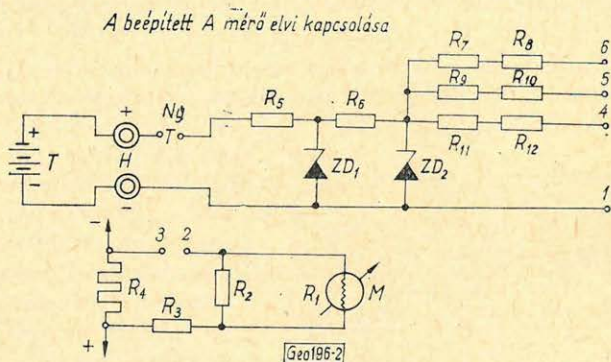 A beépített A mérő elvi kapcsolása
R7 R8 6
R9 R10 5
R11 R12 4
+ Ng
T
R5 R6
+
T
-
H
ZD1 ZD2
-
1
- 3 2
R4 R3 R2 R1 M
+
Geo196-2